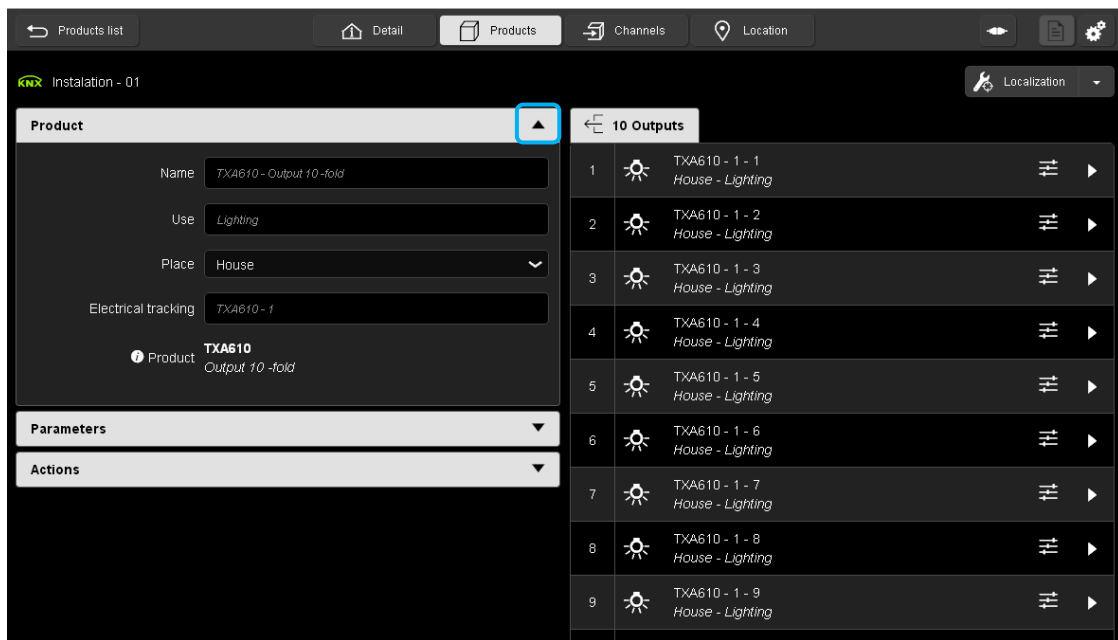 Products list
Detail
Products
Channels
Location
KNX Instalation - 01
Localization
Product
Name
TXA610 - Output 10 -fold
Use
Lighting
Place
House
Electrical tracking
TXA610 - 1
Product
TXA610
Output 10 -fold
Parameters
Actions
10 Outputs
1
TXA610 - 1 - 1
House - Lighting
2
TXA610 - 1 - 2
House - Lighting
3
TXA610 - 1 - 3
House - Lighting
4
TXA610 - 1 - 4
House - Lighting
5
TXA610 - 1 - 5
House - Lighting
6
TXA610 - 1 - 6
House - Lighting
7
TXA610 - 1 - 7
House - Lighting
8
TXA610 - 1 - 8
House - Lighting
9
TXA610 - 1 - 9
House - Lighting